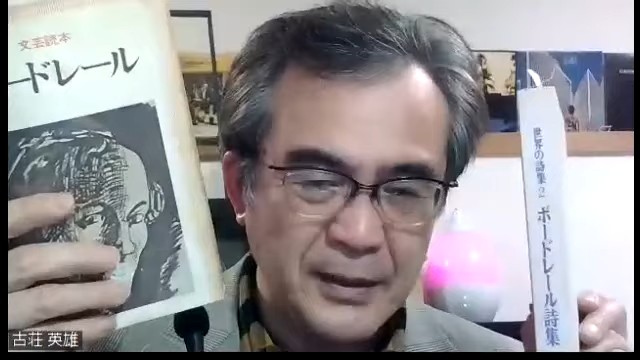 文芸読本
ードレール
世界の詩集2
ボードレール詩集
古荘 英雄